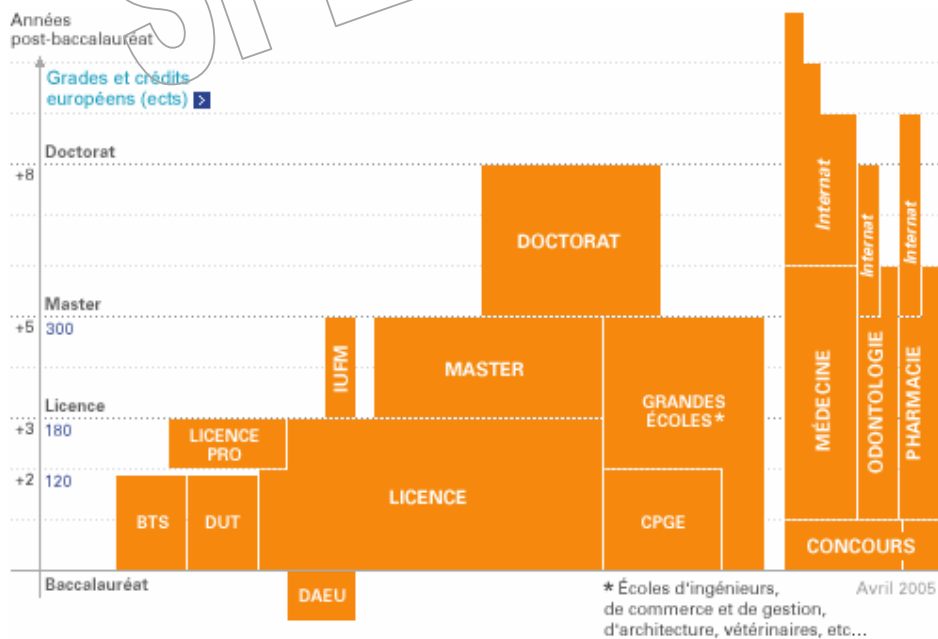 Années
post-baccalauréat
Grades et crédits
européens (ects)
Doctorat
+8
Internat
Internat
Internat
DOCTORAT
Master
+5 300
IUFM
MASTER
MÉDECINE
ODONTOLOGIE
PHARMACIE
GRANDES
ÉCOLES*
Licence
+3 180
LICENCE
PRO
+2 120
LICENCE
BTS
DUT
CPGE
CONCOURS
Baccalauréat
DAEU
* Écoles d'ingénieurs,
de commerce et de gestion,
d'architecture, vétérinaires, etc...
Avril 2005